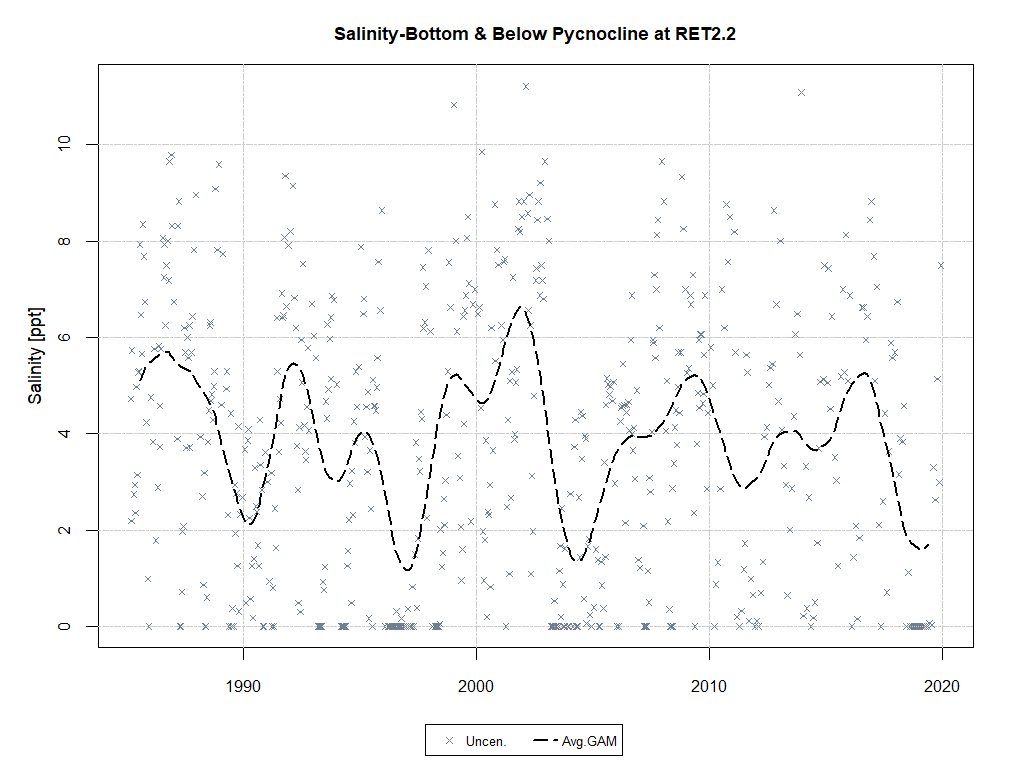 Salinity-Bottom & Below Pycnocline at RET2.2
Salinity [ppt]
10
8
6
4
2
0
1990
2000
2010
2020
Uncen.
Avg.GAM